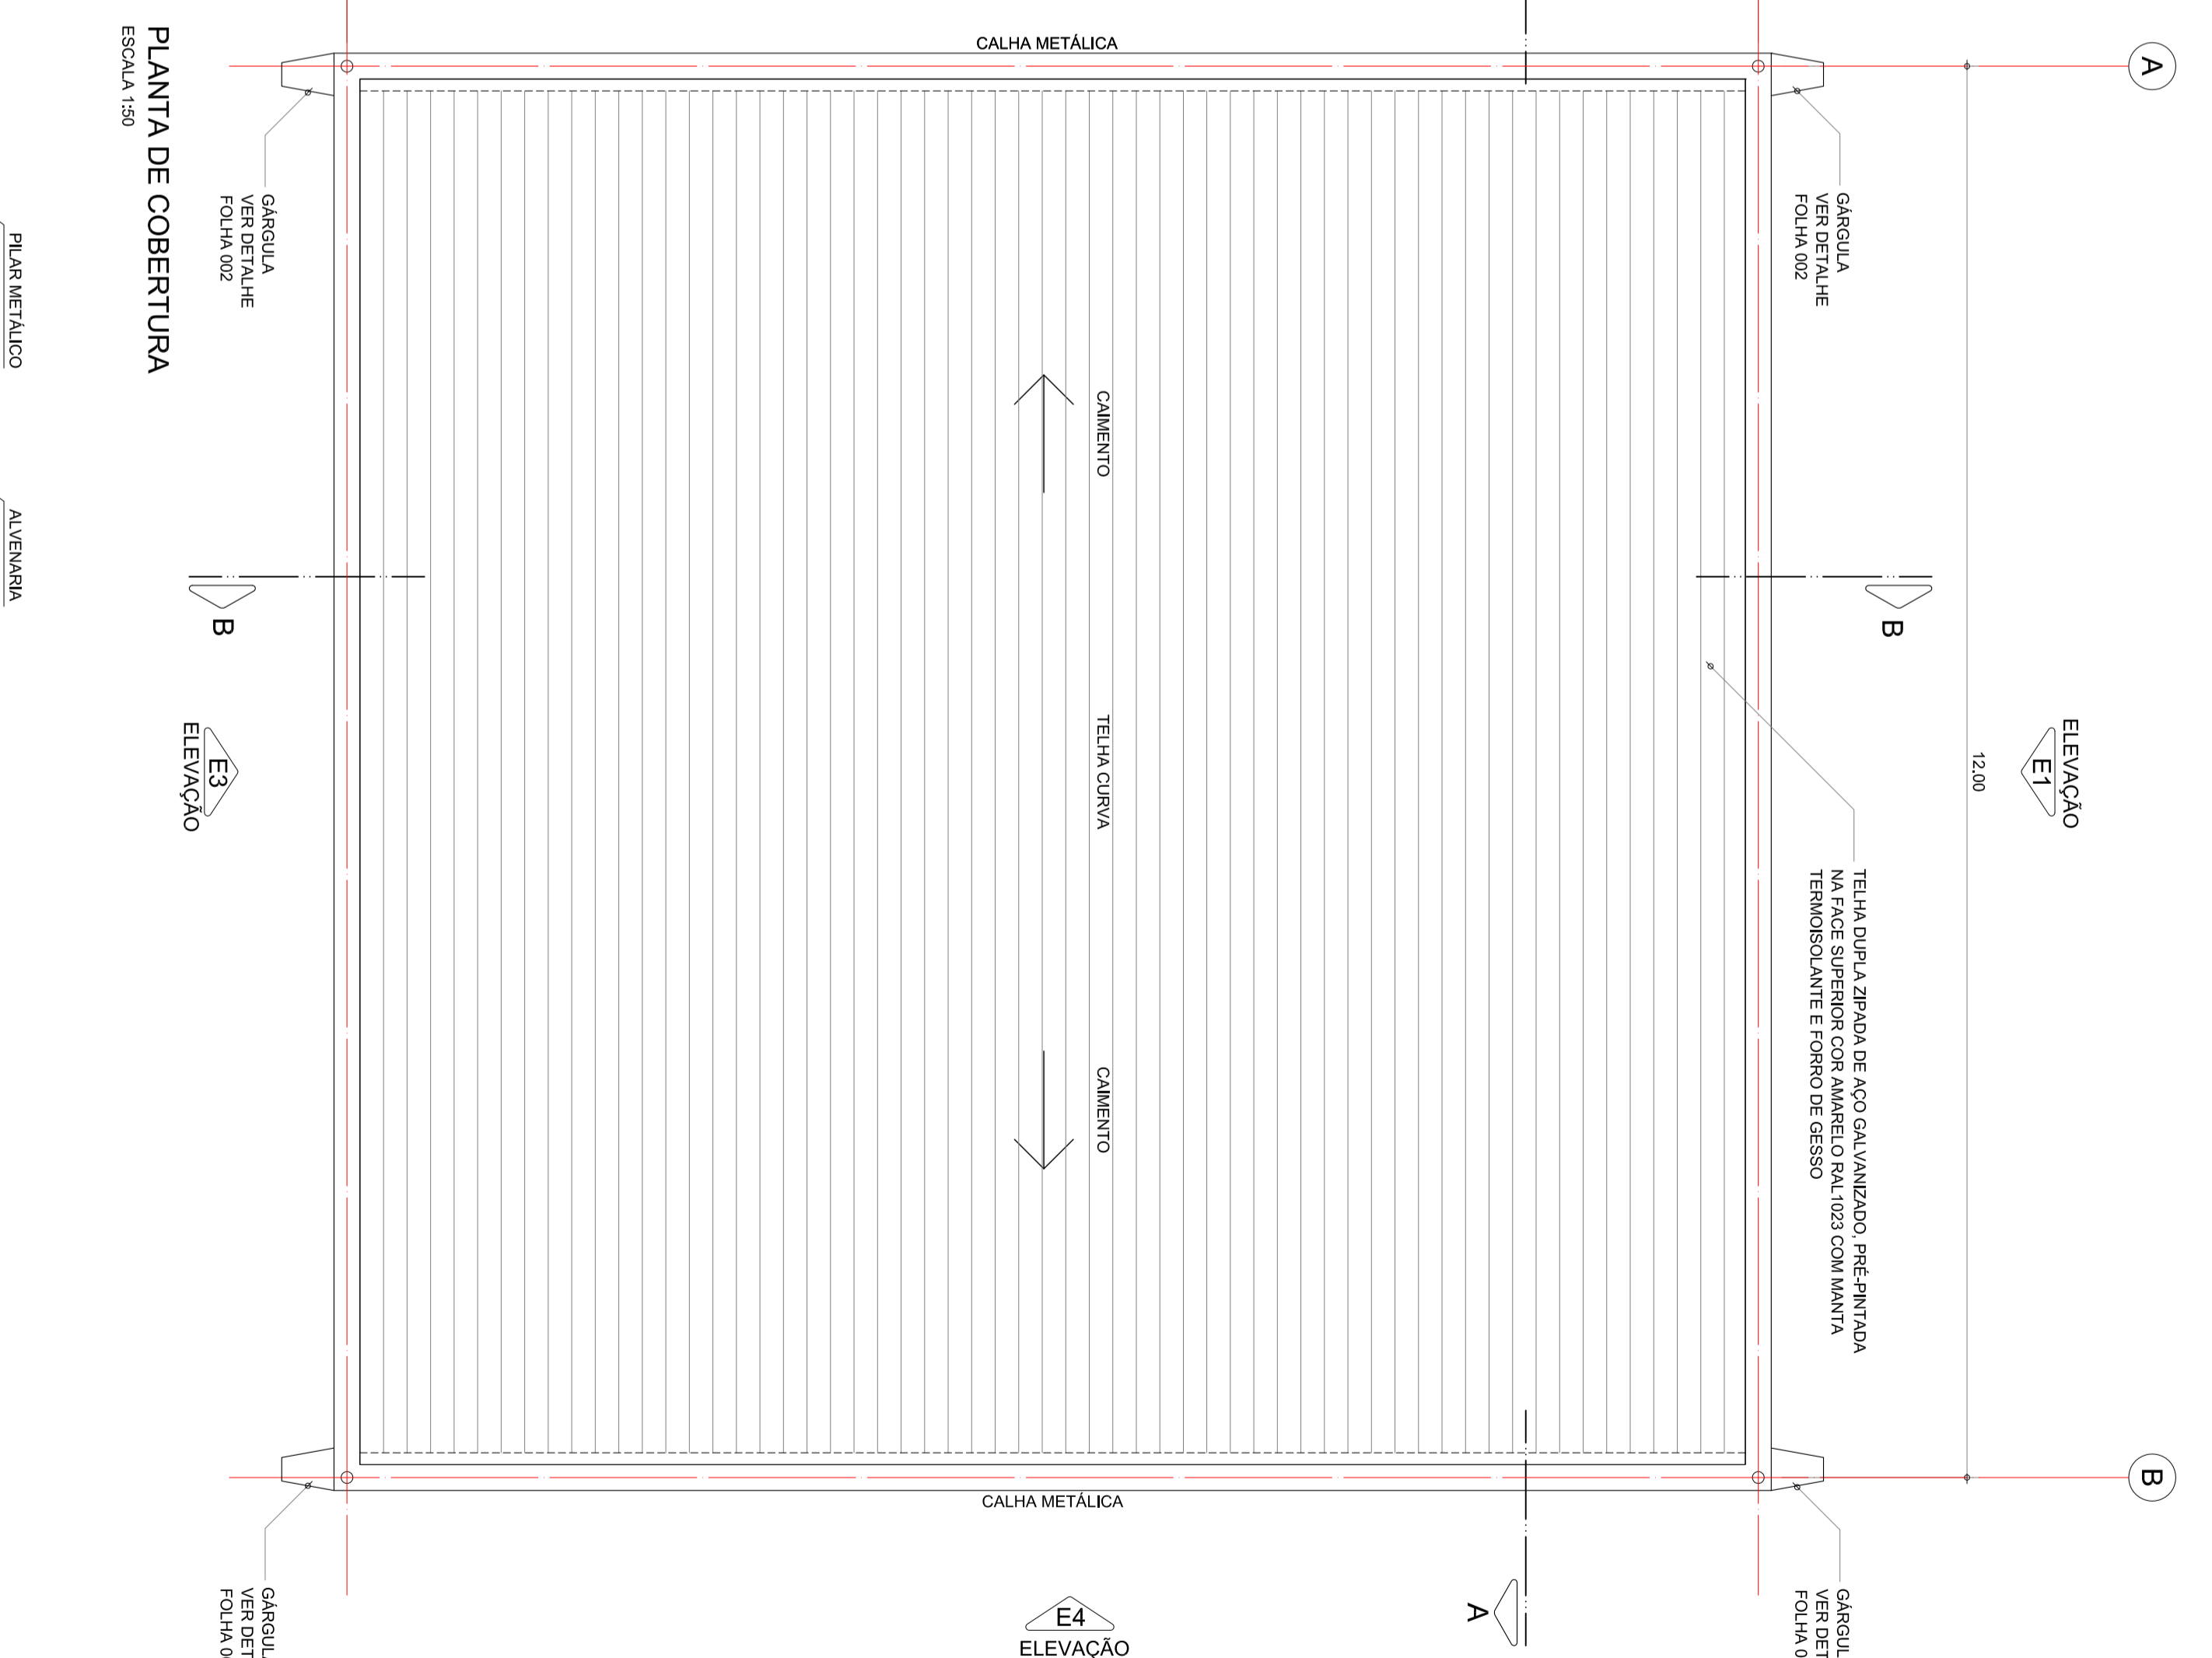 A
B
ELEVAÇÃO
E1
12.00
GÁRGULA
VER DETALHE
FOLHA 002
TELHA DUPLA ZIPADA DE AÇO GALVANIZADO, PRÉ-PINTADA
NA FACE SUPERIOR COR AMARELO RAL1023 COM MANTA
TERMOISOLANTE E FORRO DE GESSO
B
CALHA METÁLICA
CAIMENTO
TELHA CURVA
CAIMENTO
CALHA METÁLICA
A
E4
ELEVAÇÃO
GÁRGULA
VER DETALHE
FOLHA 002
B
E3
ELEVAÇÃO
PLANTA DE COBERTURA
ESCALA 1:50
PILAR METÁLICO
ALVENARIA